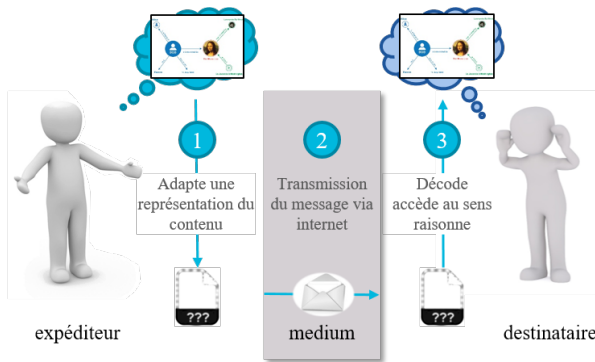 1
Adapte une
représentation du
contenu
???
expéditeur
2
Transmission
du message via
internet
medium
3
Décode
accède au sens
raisonne
???
destinataire